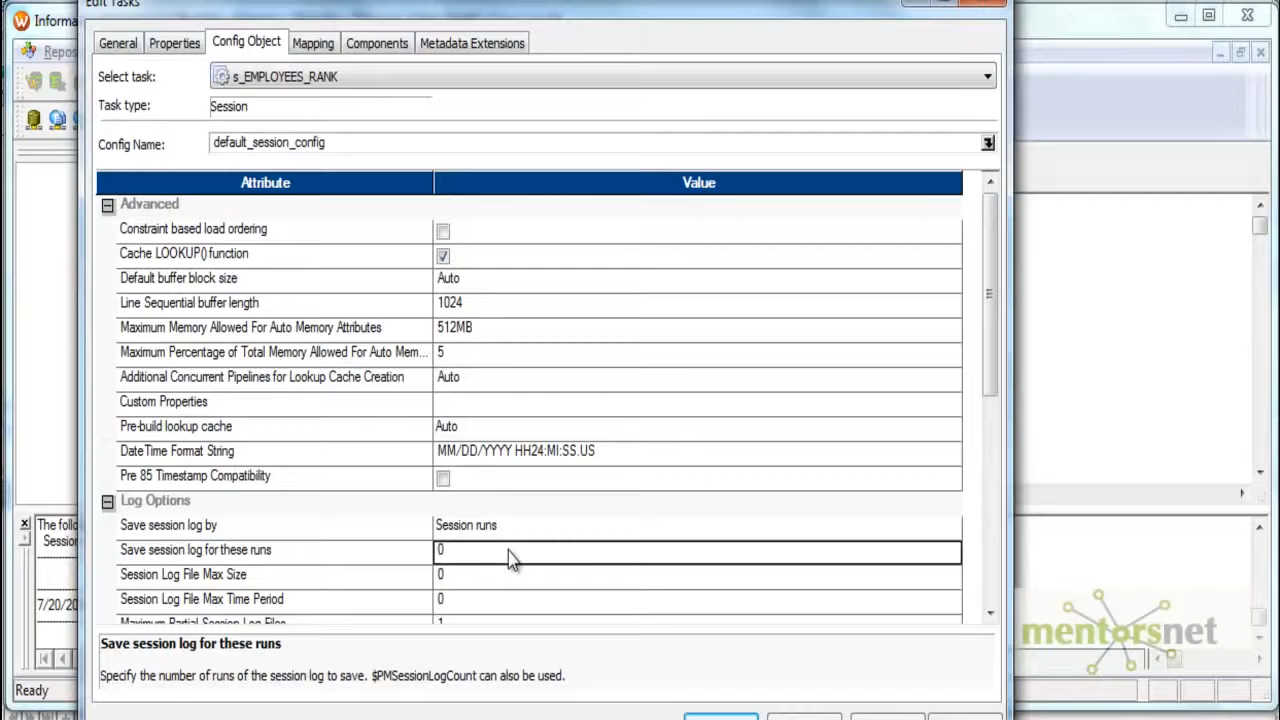 Edit Tasks
Informa
Repos
General Properties Config Object Mapping Components Metadata Extensions
Select task: s_EMPLOYEES_RANK
Task type: Session
Config Name: default_session_config
Attribute Value
Advanced
Constraint based load ordering
Cache LOOKUP() function
Default buffer block size Auto
Line Sequential buffer length 1024
Maximum Memory Allowed For Auto Memory Attributes 512MB
Maximum Percentage of Total Memory Allowed For Auto Mem... 5
Additional Concurrent Pipelines for Lookup Cache Creation Auto
Custom Properties
Pre-build lookup cache Auto
DateTime Format String MM/DD/YYYY HH24:MI:SS.US
Pre 85 Timestamp Compatibility
Log Options
Save session log by Session runs
Save session log for these runs 0
Session Log File Max Size 0
Session Log File Max Time Period 0
Maximum Partial Session Log Files 1
Save session log for these runs
Specify the number of runs of the session log to save. $PMSessionLogCount can also be used.
The follo
Session
7/20/20
Ready
mentorsnet